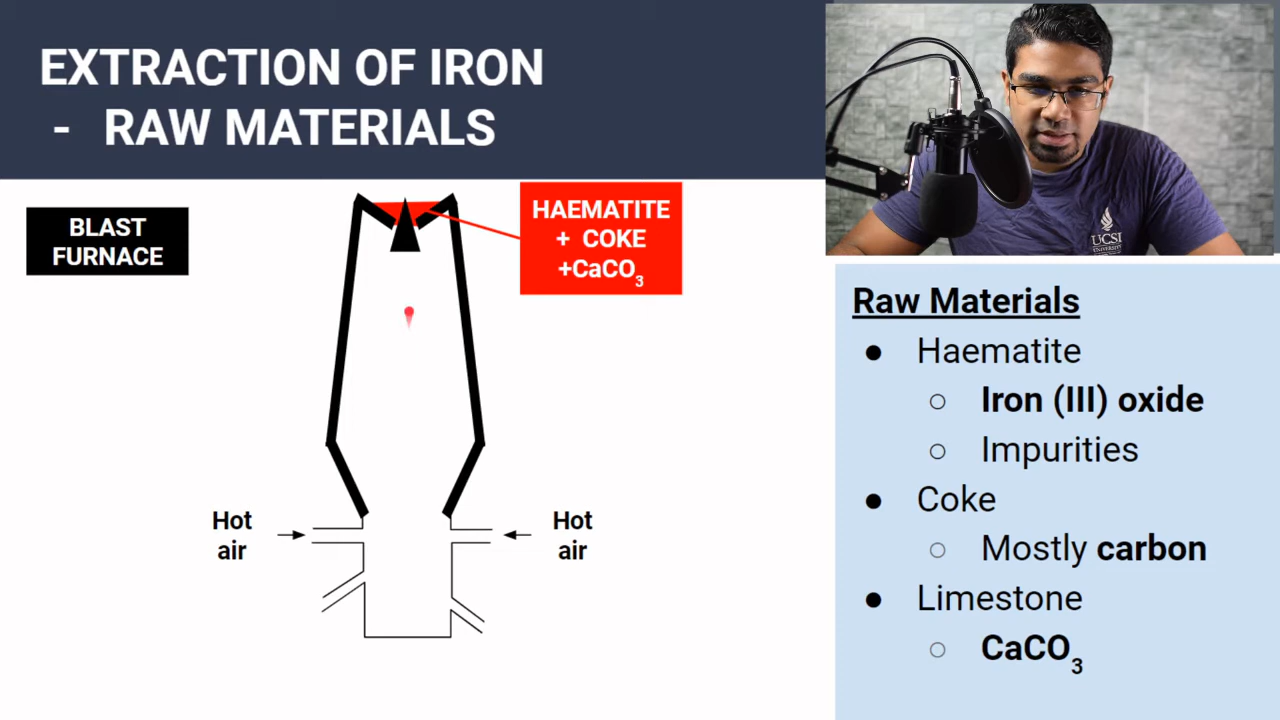 EXTRACTION OF IRON
- RAW MATERIALS
BLAST
FURNACE
HAEMATITE
+ COKE
+CaCO₃
Hot
air
Hot
air
UCSI
UNIVERSITY
Raw Materials
● Haematite
○ Iron (III) oxide
○ Impurities
● Coke
○ Mostly carbon
● Limestone
○ CaCO₃